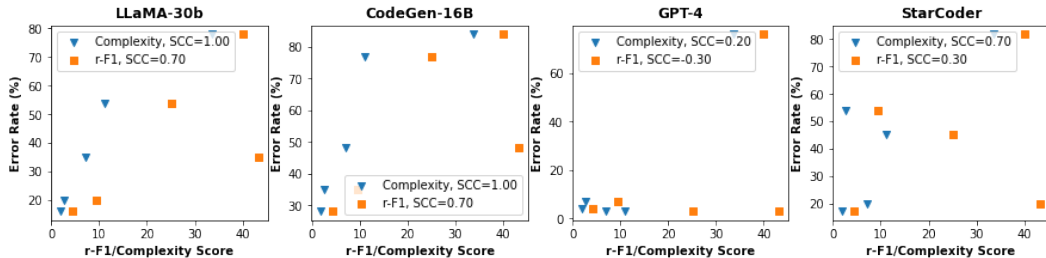 LLaMA-30b
Error Rate (%)
80
70
60
50
40
30
20
Complexity, SCC=1.00
r-F1, SCC=0.70
0
10
20
30
40
r-F1/Complexity Score
CodeGen-16B
Error Rate (%)
80
70
60
50
40
30
Complexity, SCC=1.00
r-F1, SCC=0.70
0
10
20
30
40
r-F1/Complexity Score
GPT-4
Error Rate (%)
60
40
20
0
Complexity, SCC=0.20
r-F1, SCC=-0.30
0
10
20
30
40
r-F1/Complexity Score
StarCoder
Error Rate (%)
80
70
60
50
40
30
20
Complexity, SCC=0.70
r-F1, SCC=0.30
0
10
20
30
40
r-F1/Complexity Score